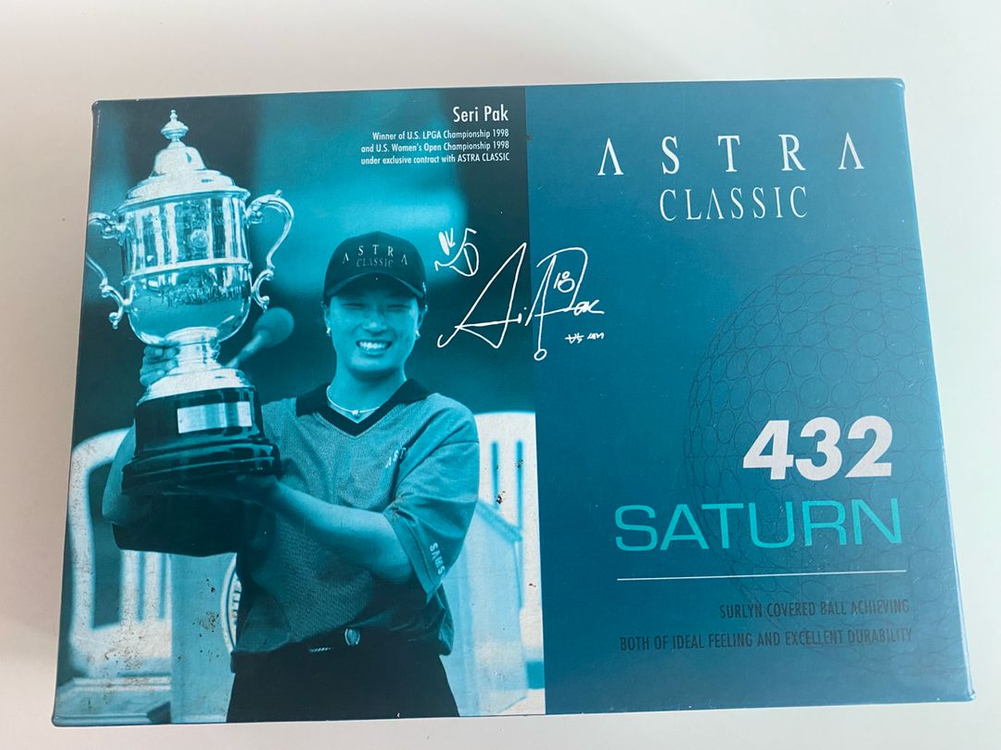 Seri Pak
Winner of U.S. LPGA Championship 1998
and U.S. Women's Open Championship 1998
under exclusive contract with ASTRA CLASSIC
ASTRA
CLASSIC
ASTRA
CLASSIC
432
SATURN
SURLYN COVERED BALL ACHIEVING
BOTH OF IDEAL FEELING AND EXCELLENT DURABILITY